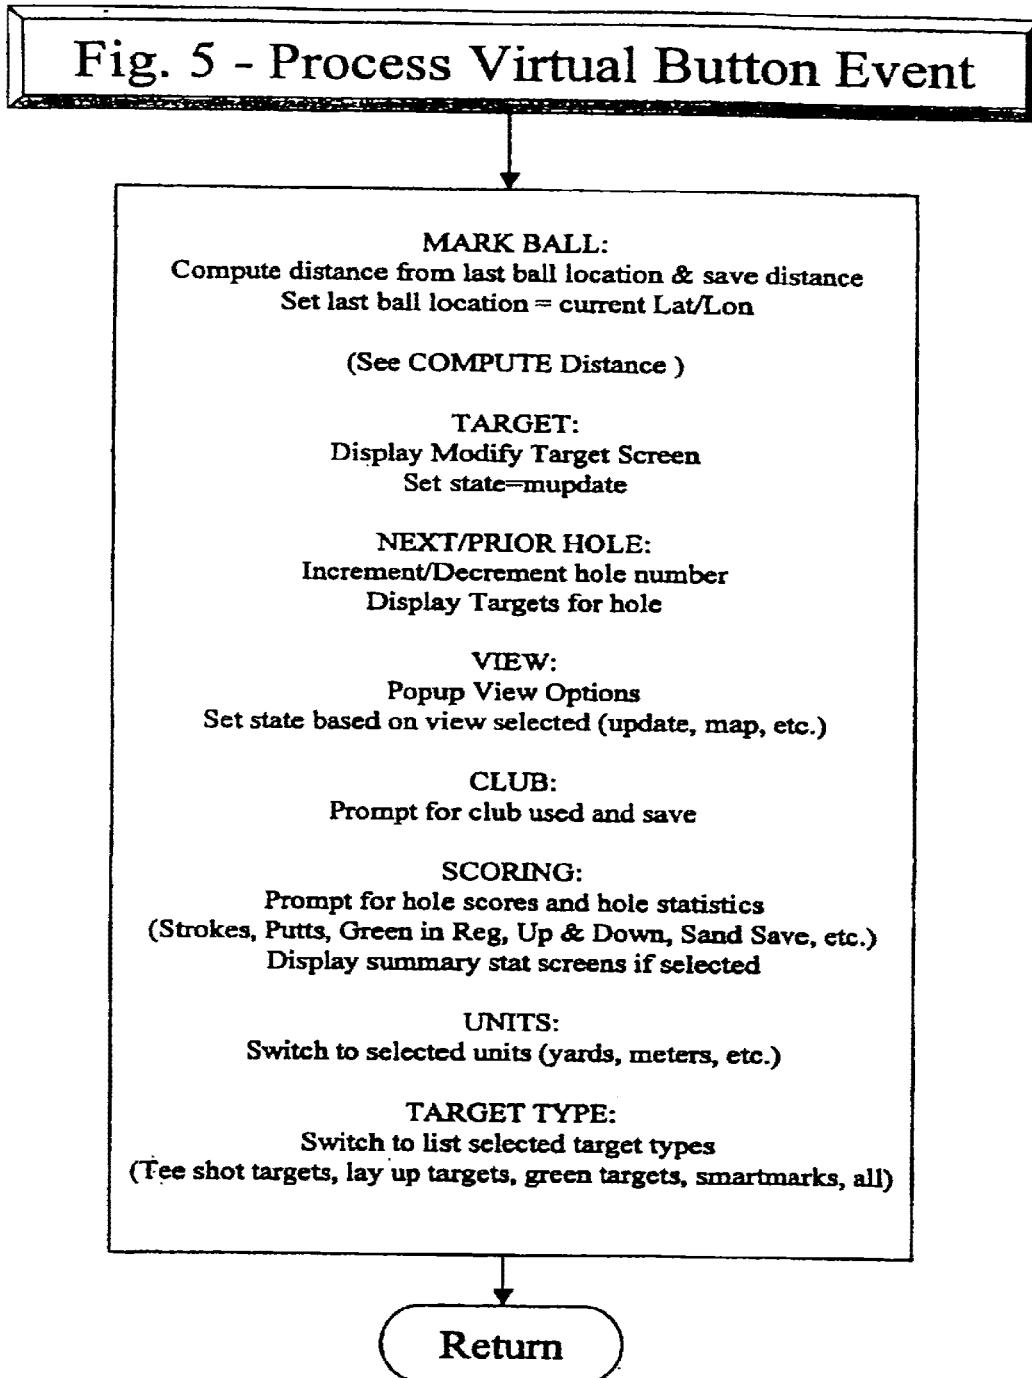 Fig. 5 - Process Virtual Button Event
MARK BALL:
Compute distance from last ball location & save distance
Set last ball location = current Lat/Lon
(See COMPUTE Distance )
TARGET:
Display Modify Target Screen
Set state=mupdate
NEXT/PRIOR HOLE:
Increment/Decrement hole number
Display Targets for hole
VIEW:
Popup View Options
Set state based on view selected (update, map, etc.)
CLUB:
Prompt for club used and save
SCORING:
Prompt for hole scores and hole statistics
(Strokes, Putts, Green in Reg, Up & Down, Sand Save, etc.)
Display summary stat screens if selected
UNITS:
Switch to selected units (yards, meters, etc.)
TARGET TYPE:
Switch to list selected target types
(Tee shot targets, lay up targets, green targets, smartmarks, all)
Return